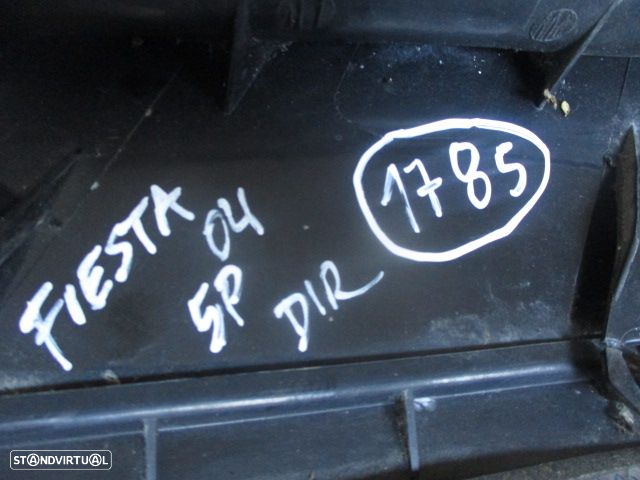 1785
FIESTA 04
5P DIR
STANDVIRTUAL